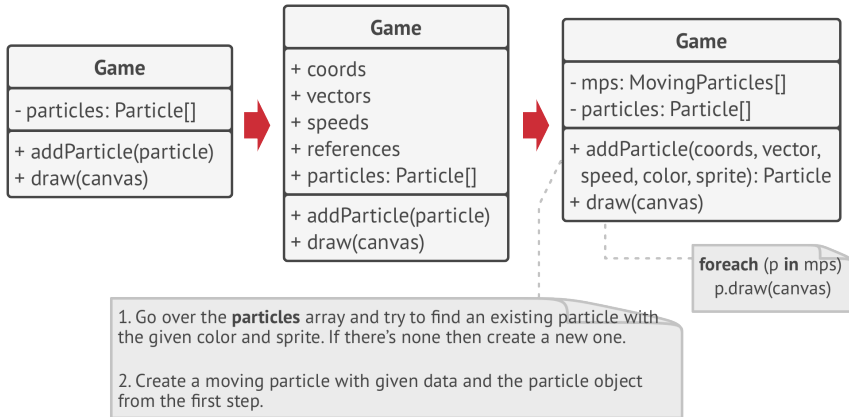 Game
- particles: Particle[]
+ addParticle(particle)
+ draw(canvas)
Game
+ coords
+ vectors
+ speeds
+ references
+ particles: Particle[]
+ addParticle(particle)
+ draw(canvas)
Game
- mps: MovingParticles[]
- particles: Particle[]
+ addParticle(coords, vector,
speed, color, sprite): Particle
+ draw(canvas)
foreach (p in mps)
p.draw(canvas)
1. Go over the particles array and try to find an existing particle with
the given color and sprite. If there's none then create a new one.
2. Create a moving particle with given data and the particle object
from the first step.